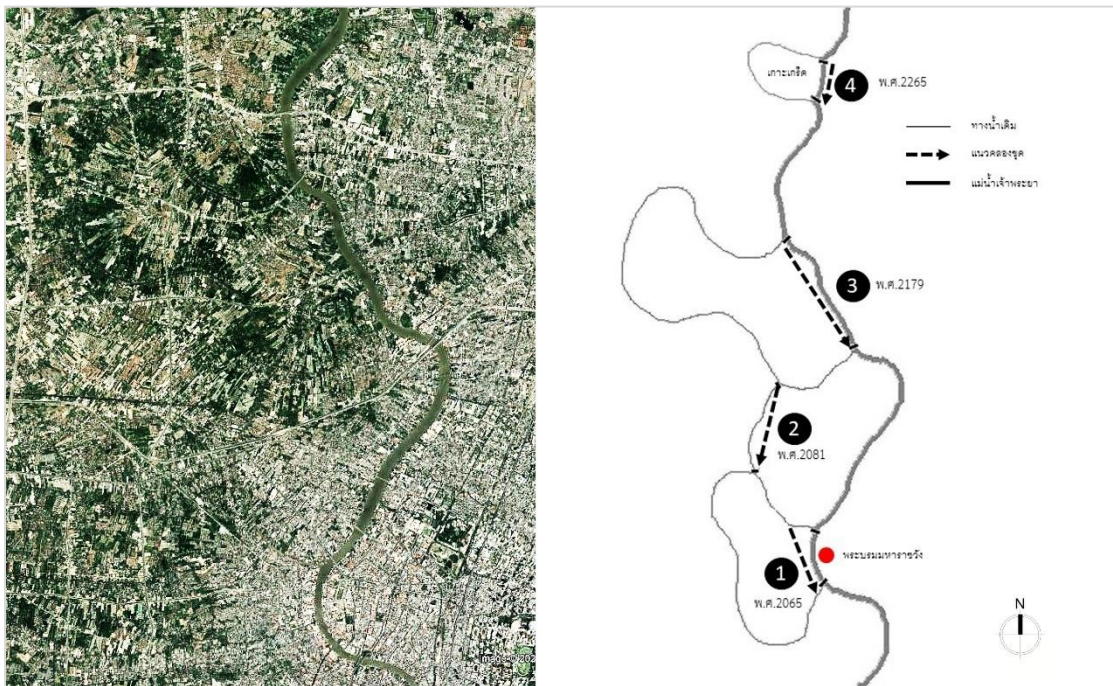 เกาะเกร็ด
4
พ.ศ.2265
ทางน้ำเดิม
แนวคลองขุด
แม่น้ำเจ้าพระยา
3
พ.ศ.2179
2
พ.ศ.2081
พระบรมมหาราชวัง
1
พ.ศ.2065
N